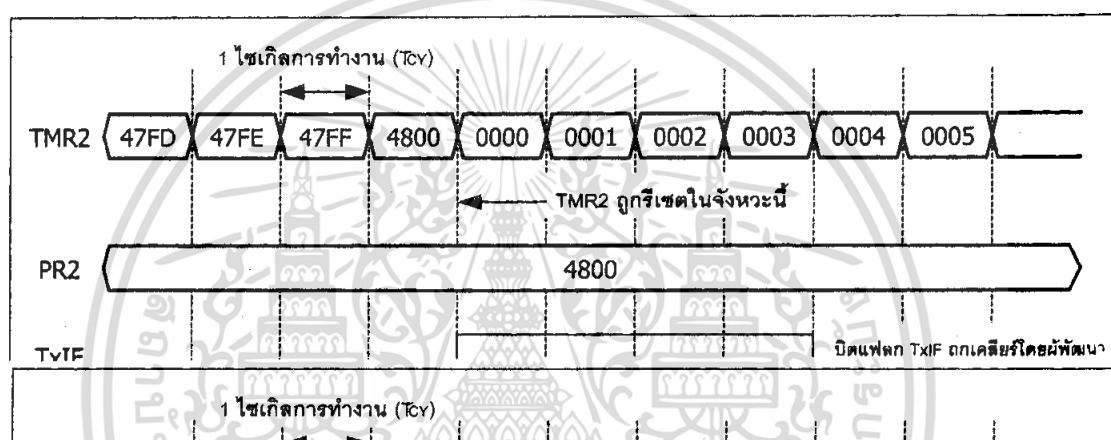 1 ไซเกิลการทำงาน (Tcy)
TMR2 47FD 47FE 47FF 4800 0000 0001 0002 0003 0004 0005
TMR2 ถูกรีเซตในจังหวะนี้
PR2 4800
TxIF บิตแฟลก TxIF ถูกเคลียร์โดยผู้พัฒนา
1 ไซเกิลการทำงาน (Tcy)